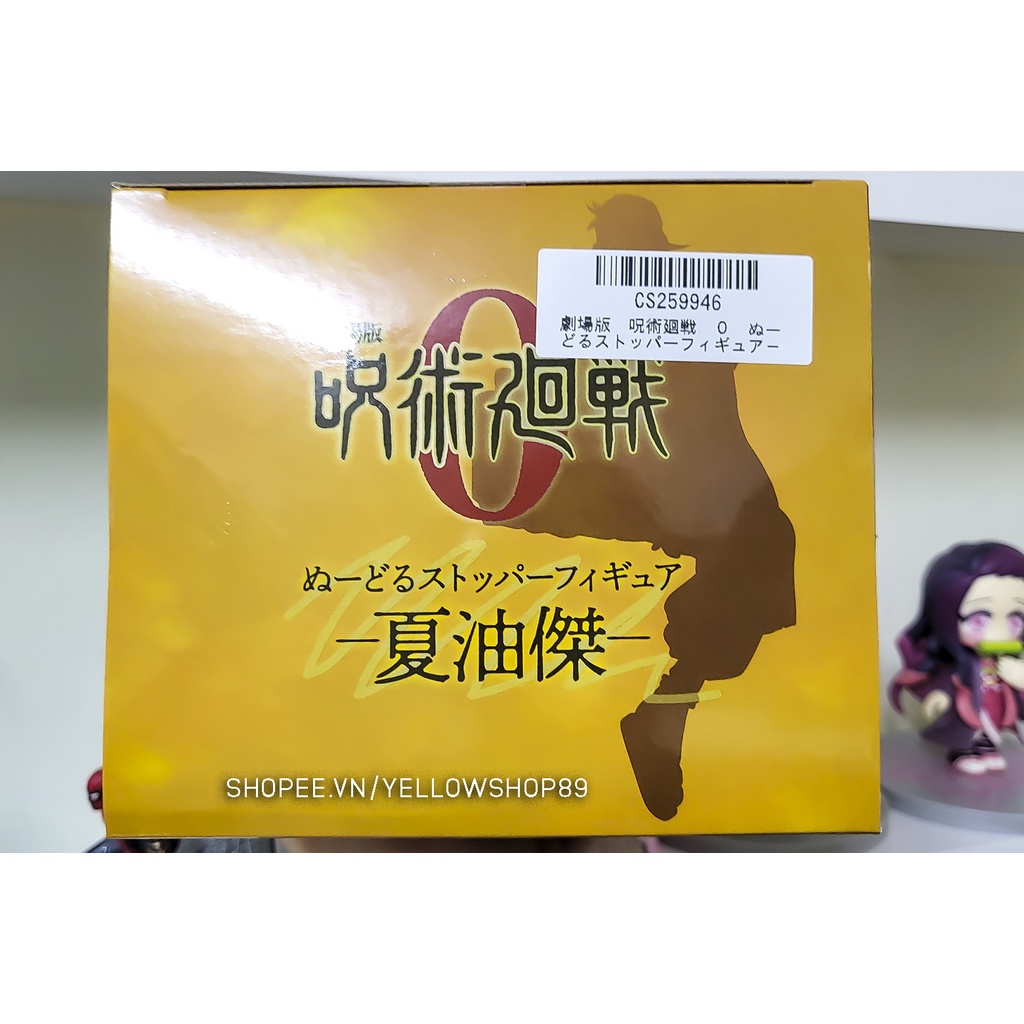 CS259946
劇場版 呪術廻戦 0 ぬー
どるストッパーフィギュアー
場版
呪術廻戦
0
ぬーどるストッパーフィギュア
―夏油傑―
SHOPEE.VN/YELLOWSHOP89